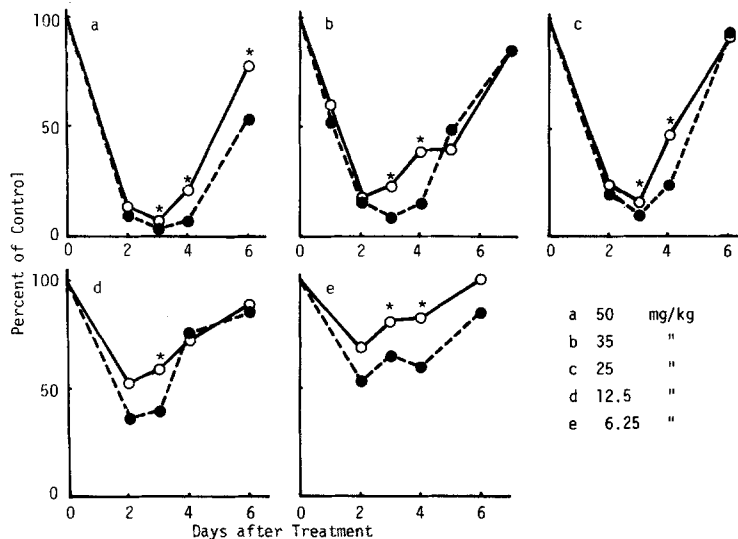 Percent of Control
100
50
0
a
*
*
*
0 2 4 6
b
*
*
0 2 4 6
c
*
*
0 2 4 6
100
50
0
d
*
0 2 4 6
e
*
*
0 2 4 6
Days after Treatment
a 50 mg/kg
b 35 "
c 25 "
d 12.5 "
e 6.25 "